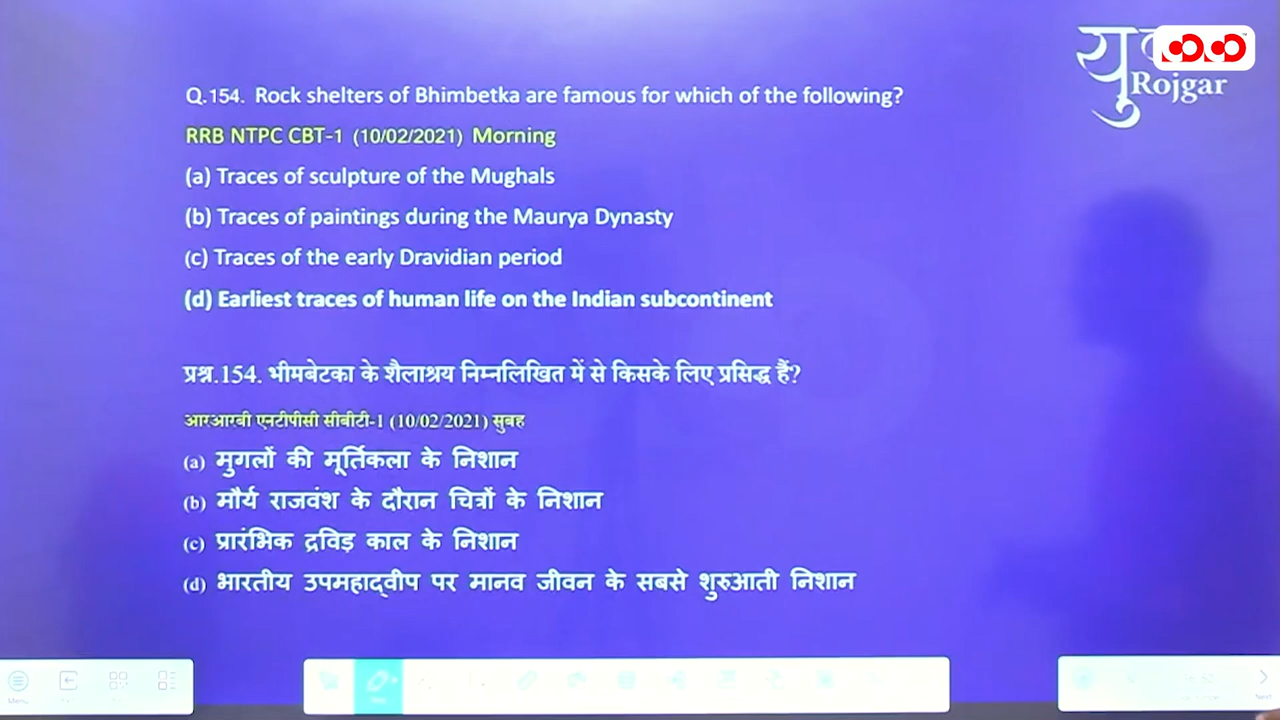 Rojgar
Q.154. Rock shelters of Bhimbetka are famous for which of the following?
RRB NTPC CBT-1 (10/02/2021) Morning
(a) Traces of sculpture of the Mughals
(b) Traces of paintings during the Maurya Dynasty
(c) Traces of the early Dravidian period
(d) Earliest traces of human life on the Indian subcontinent
प्रश्न.154. भीमबेटका के शैलाश्रय निम्नलिखित में से किसके लिए प्रसिद्ध हैं?
आरआरबी एनटीपीसी सीबीटी-1 (10/02/2021) सुबह
(a) मुगलों की मूर्तिकला के निशान
(b) मौर्य राजवंश के दौरान चित्रों के निशान
(c) प्रारंभिक द्रविड़ काल के निशान
(d) भारतीय उपमहाद्वीप पर मानव जीवन के सबसे शुरुआती निशान
Menu
Next